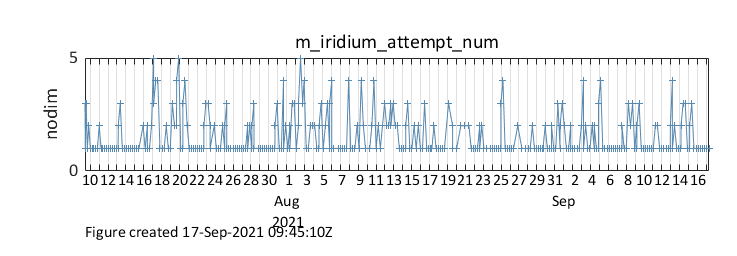 m_iridium_attempt_num
5
nodim
0
10 12 14 16 18 20 22 24 26 28 30 1 3 5 7 9 11 13 15 17 19 21 23 25 27 29 31 2 4 6 8 10 12 14 16
Aug Sep
2021
Figure created 17-Sep-2021 09:45:10Z